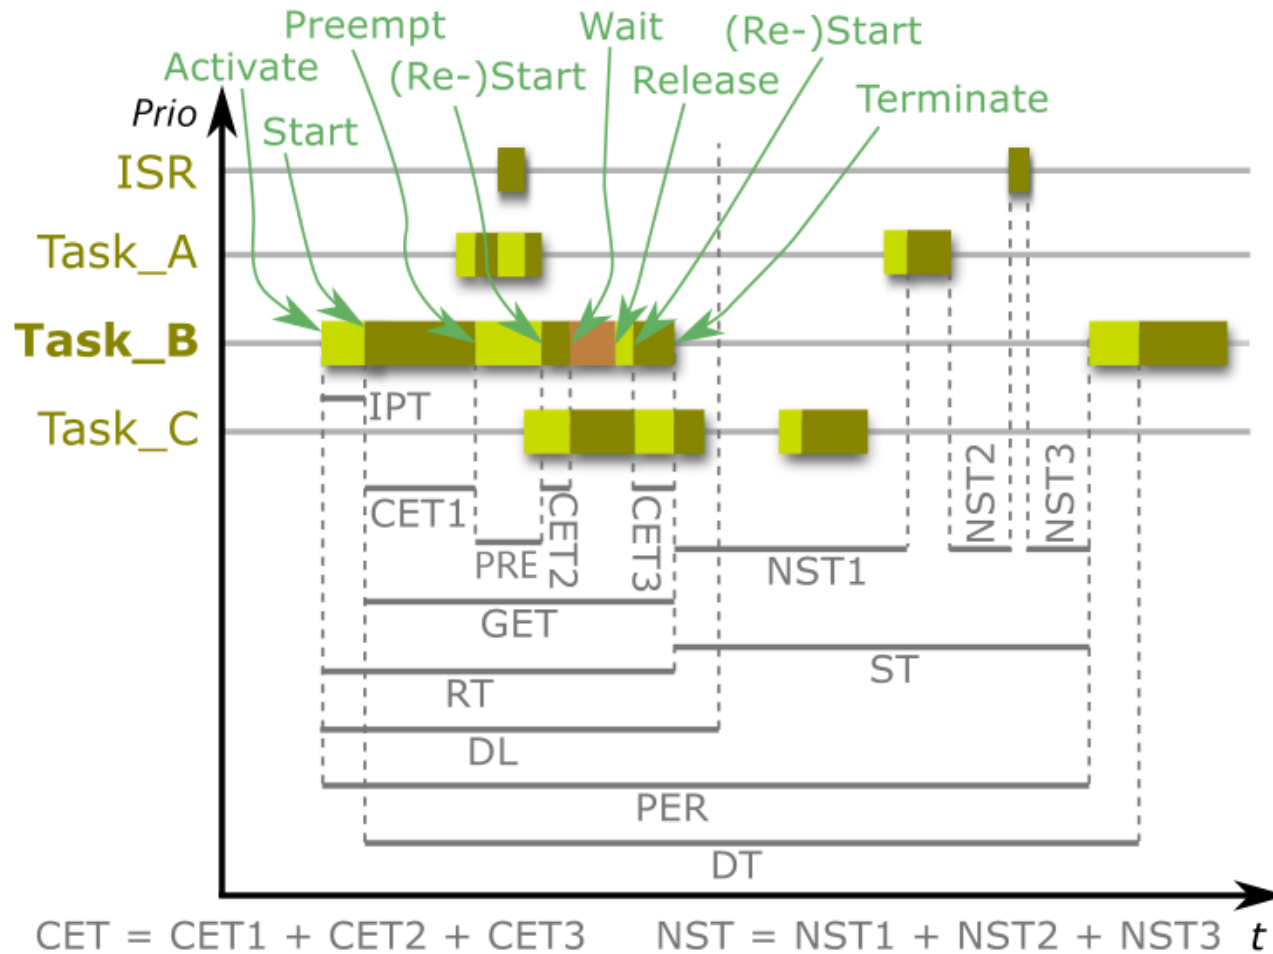 Preempt
Wait
(Re-)Start
Activate
(Re-)Start
Release
Terminate
Prio
Start
ISR
Task_A
Task_B
IPT
Task_C
CET1
PRE
CET2
CET3
NST1
NST2
NST3
GET
ST
RT
DL
PER
DT
CET = CET1 + CET2 + CET3
NST = NST1 + NST2 + NST3
t